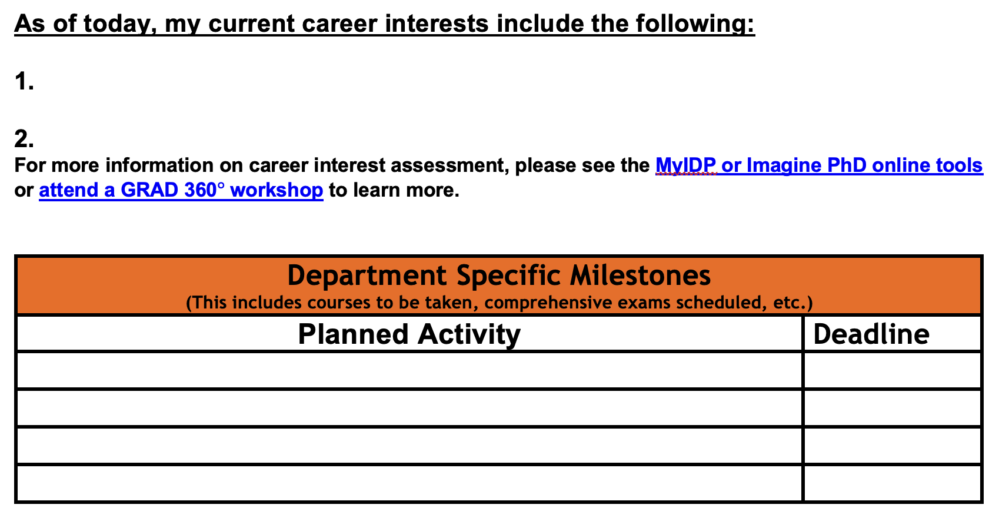 As of today, my current career interests include the following:
1.
2.
For more information on career interest assessment, please see the MyIDP or Imagine PhD online tools
or attend a GRAD 360° workshop to learn more.
Department Specific Milestones
(This includes courses to be taken, comprehensive exams scheduled, etc.)
Planned Activity Deadline